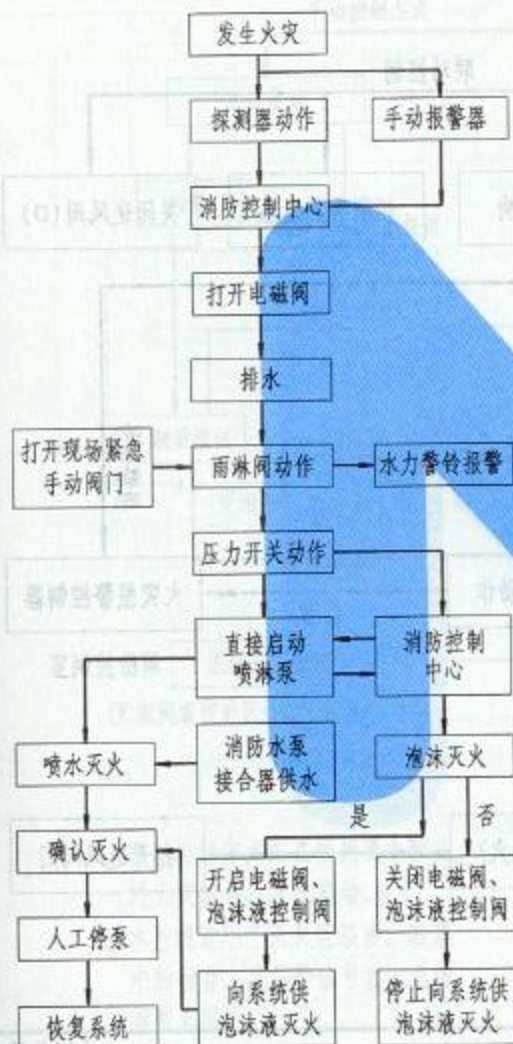 发生火灾
探测器动作
手动报警器
消防控制中心
打开电磁阀
排水
打开现场紧急
手动阀门
雨淋阀动作
水力警铃报警
压力开关动作
直接启动
喷淋泵
消防控制
中心
喷水灭火
消防水泵
接合器供水
泡沫灭火
是
否
确认灭火
开启电磁阀、
泡沫液控制阀
关闭电磁阀、
泡沫液控制阀
人工停泵
向系统供
泡沫液灭火
停止向系统供
泡沫液灭火
恢复系统